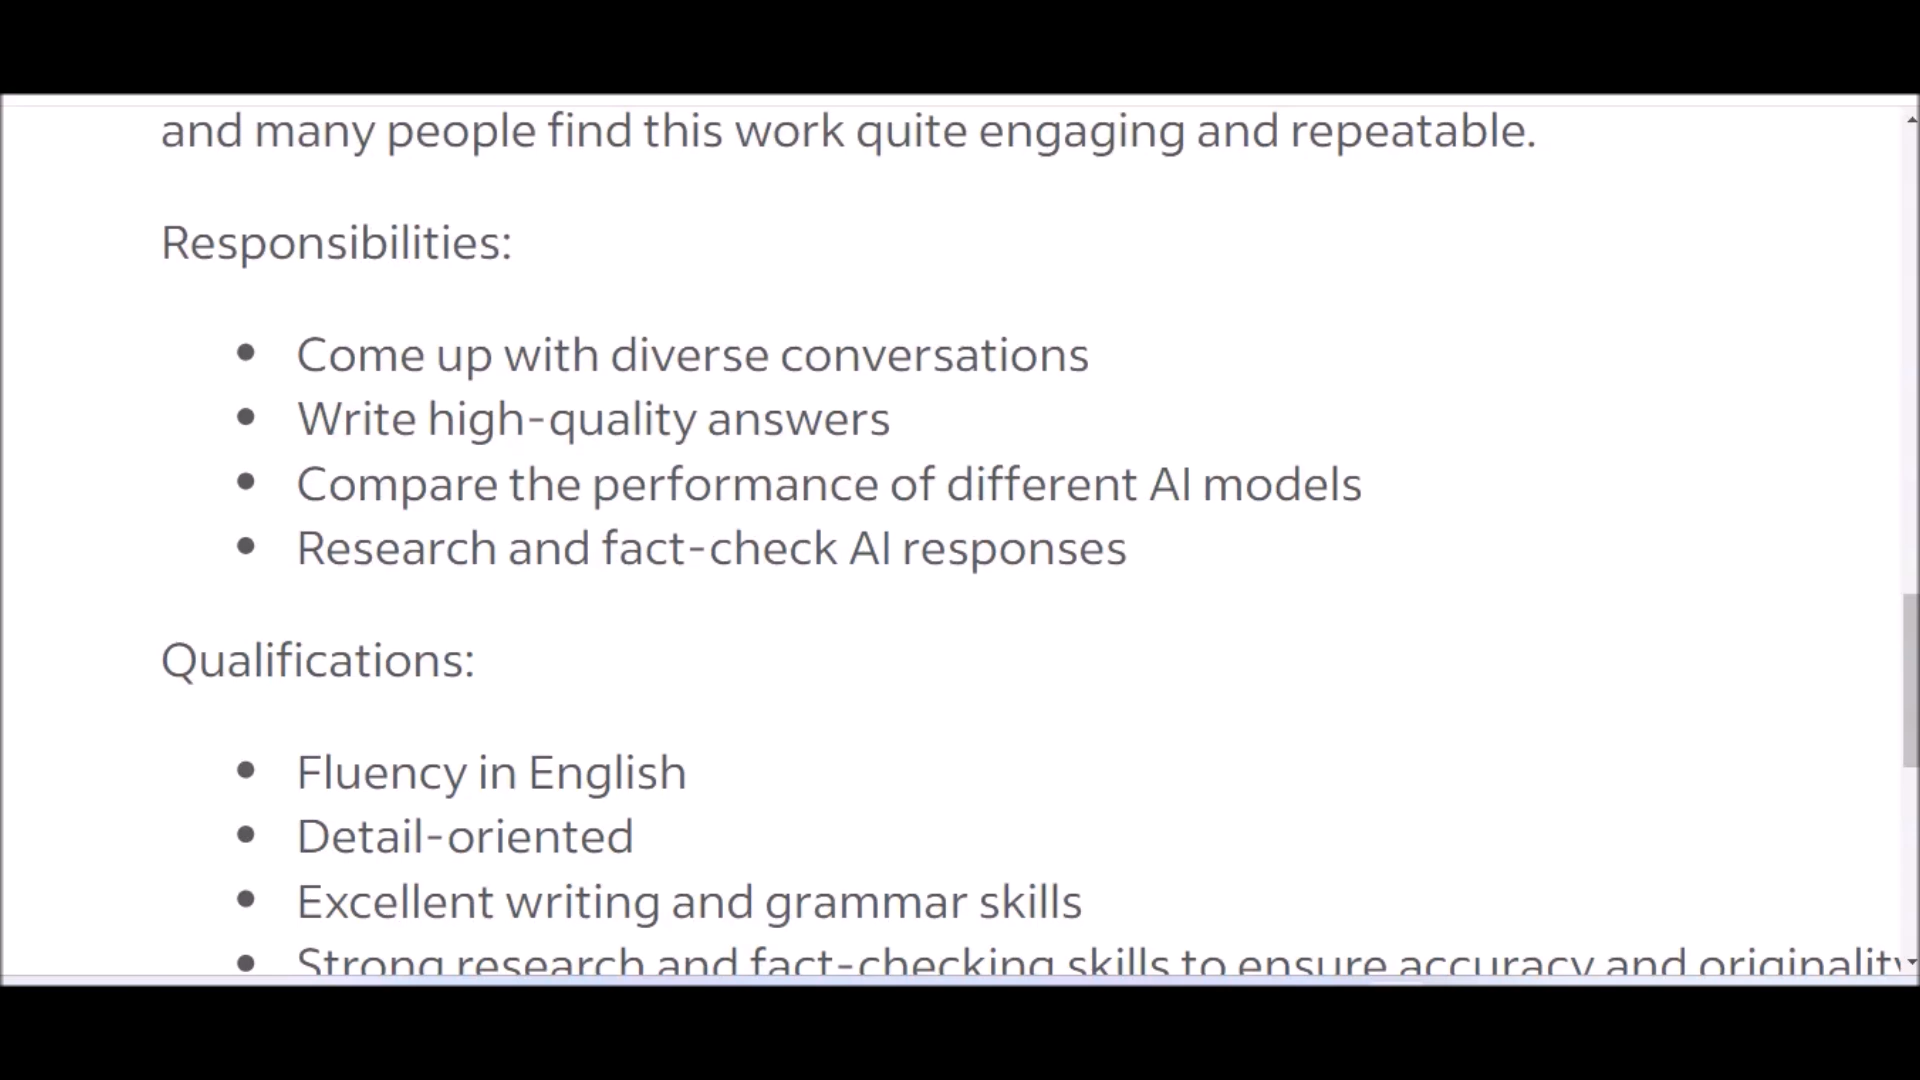 and many people find this work quite engaging and repeatable.
Responsibilities:
• Come up with diverse conversations
• Write high-quality answers
• Compare the performance of different AI models
• Research and fact-check AI responses
Qualifications:
• Fluency in English
• Detail-oriented
• Excellent writing and grammar skills
• Strong research and fact-checking skills to ensure accuracy and originality